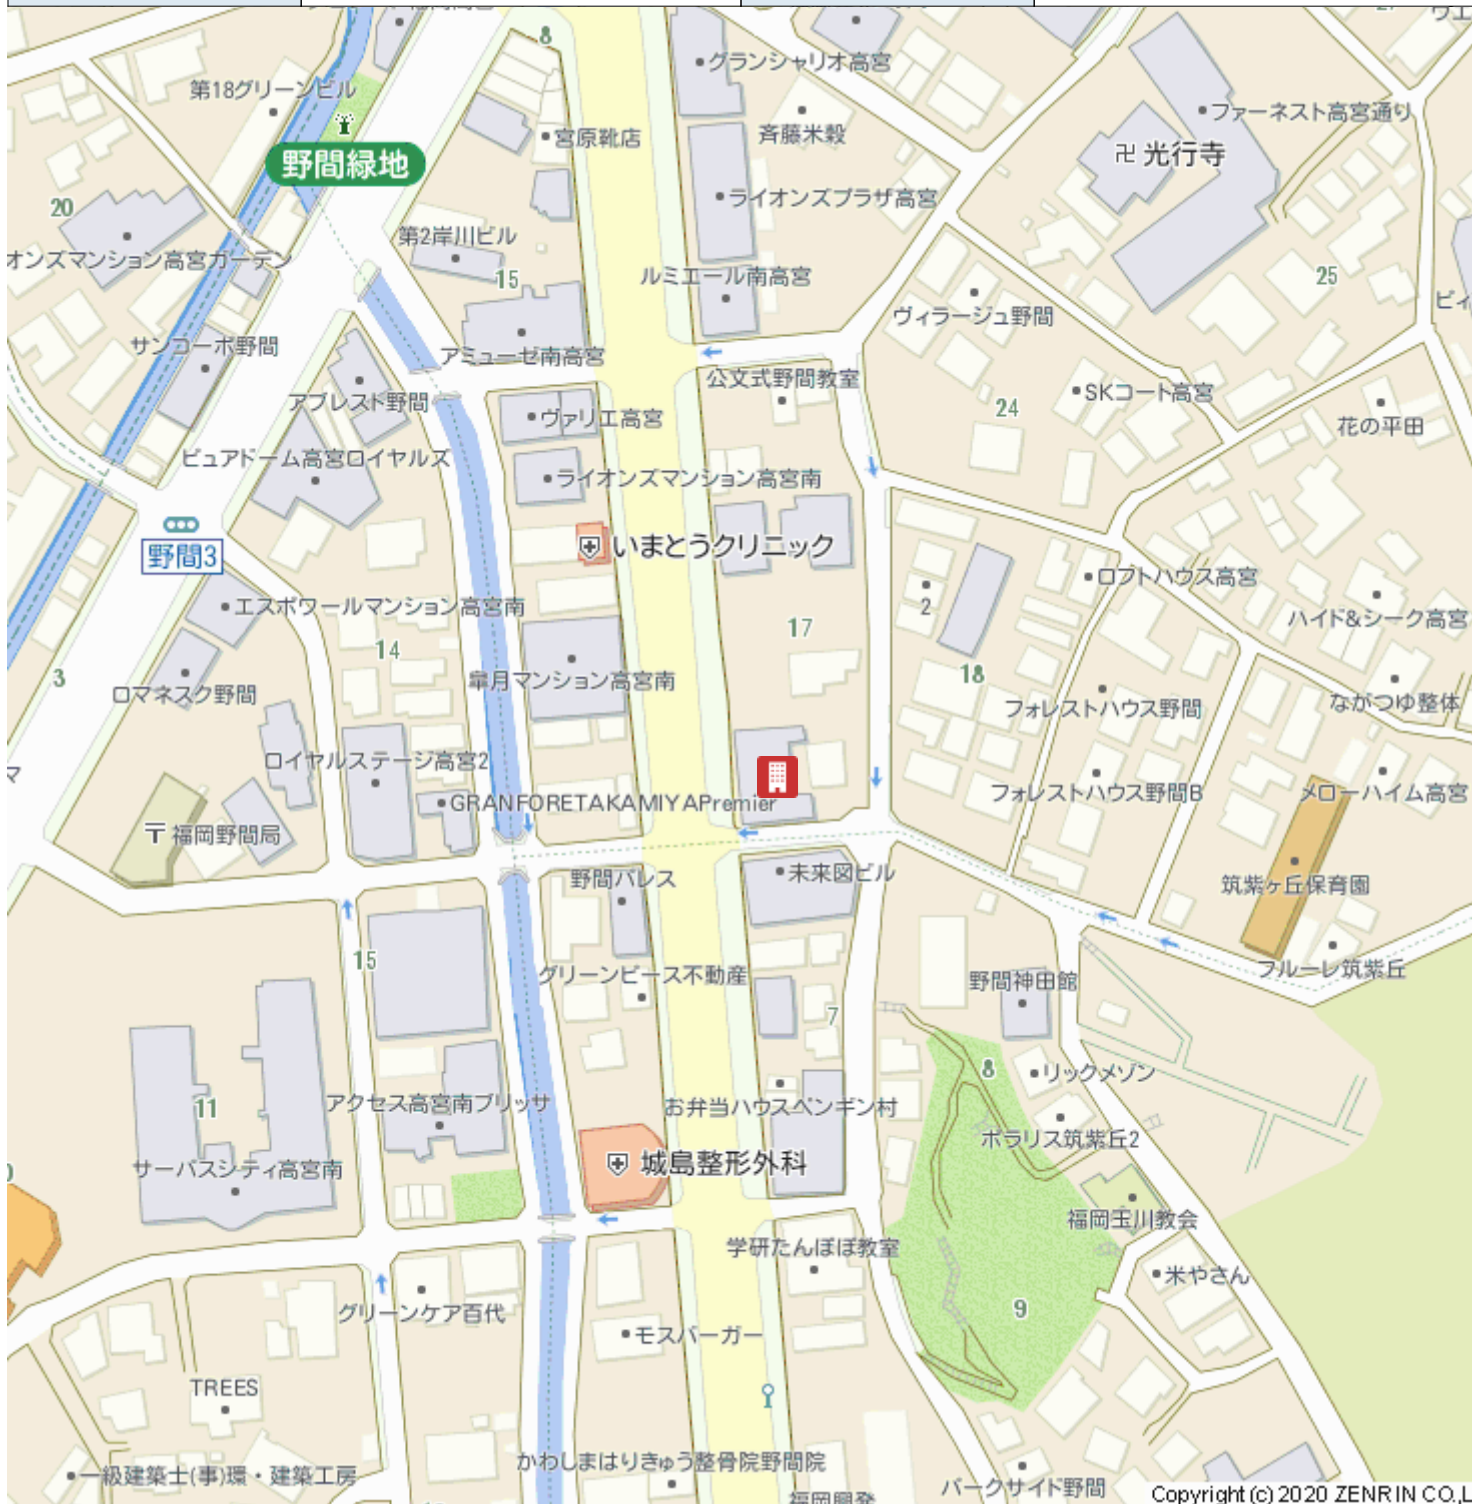 8
グランシャリオ高宮
第18グリーンビル
ファーネスト高宮通り
宮原靴店
斉藤米穀
卍 光行寺
野間緑地
ライオンズプラザ高宮
20
第2岸川ビル
オンズマンション高宮ガーデン
15
ルミエール南高宮
25
ヴィラージュ野間
ビィ
サンコーポ野間
アミューゼ南高宮
公文式野間教室
SKコート高宮
アブレスト野間
24
ヴァリエ高宮
花の平田
ピュアドーム高宮ロイヤルズ
ライオンズマンション高宮南
いまとうクリニック
野間3
ロフトハウス高宮
エスポワールマンション高宮南
2
ハイド&シーク高宮
17
14
3
皐月マンション高宮南
18
ロマネスク野間
フォレストハウス野間
ながつゆ整体
ロイヤルステージ高宮2
マ
GRANFORETAKAMIYAPremier
フォレストハウス野間B
メローハイム高宮
〒 福岡野間局
野間パレス
未来図ビル
筑紫ヶ丘保育園
15
グリーンピース不動産
野間神田館
フルーレ筑紫丘
7
8
リックメゾン
11
アクセス高宮南ブリッサ
お弁当ハウスペンギン村
ポラリス筑紫丘2
サーパスシティ高宮南
城島整形外科
福岡玉川教会
学研たんぽぽ教室
米やさん
グリーンケア百代
9
モスバーガー
TREES
かわしまはりきゅう整骨院野間院
一級建築士(事)環・建築工房
パークサイド野間
福岡興発
Copyright (c) 2020 ZENRIN CO.,L